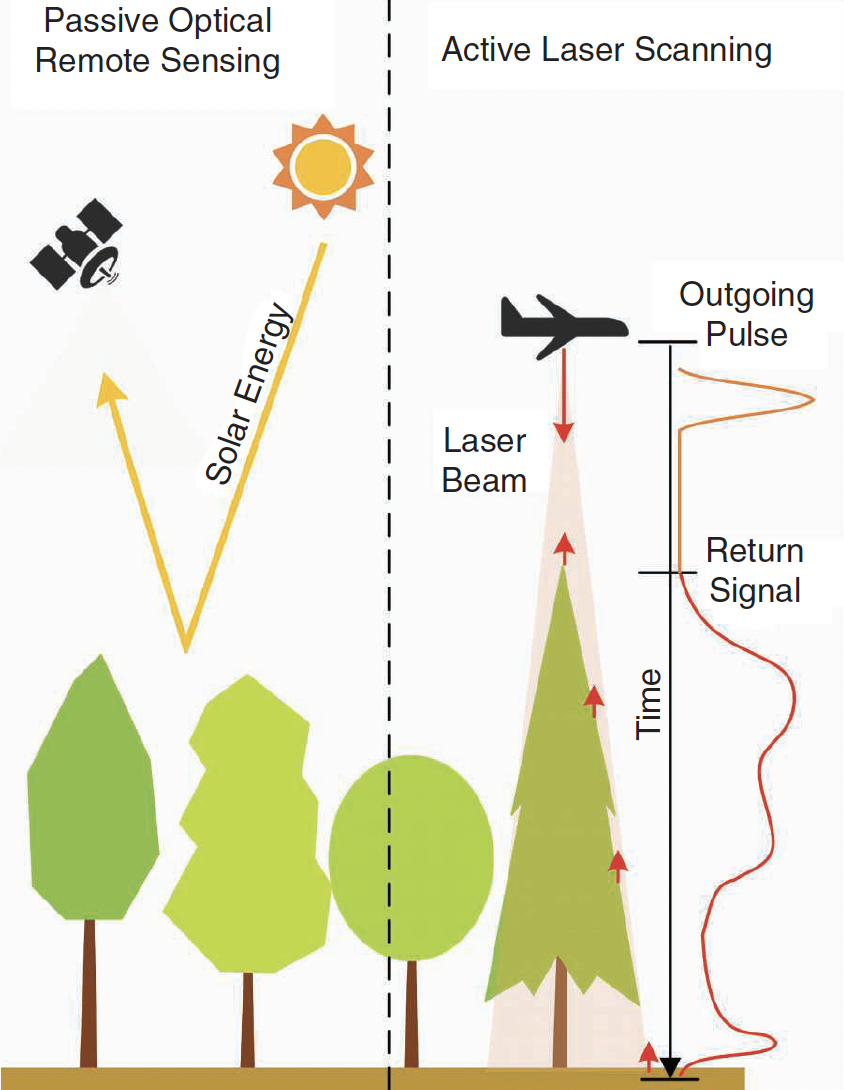 Passive Optical
Remote Sensing
Active Laser Scanning
Solar Energy
Outgoing
Pulse
Laser
Beam
Return
Signal
Time